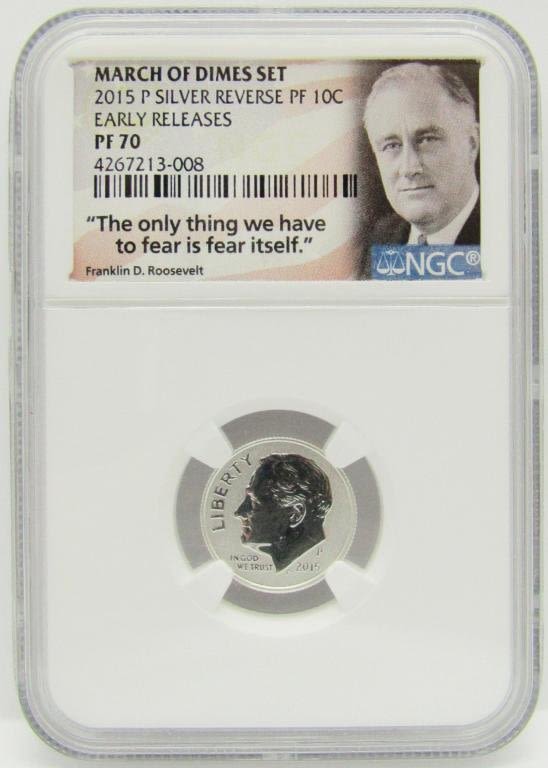 MARCH OF DIMES SET
2015 P SILVER REVERSE PF 10C
EARLY RELEASES
PF 70
4267213-008
“The only thing we have
to fear is fear itself.”
Franklin D. Roosevelt
NGC®
LIBERTY
IN GOD
WE TRUST
P
2015